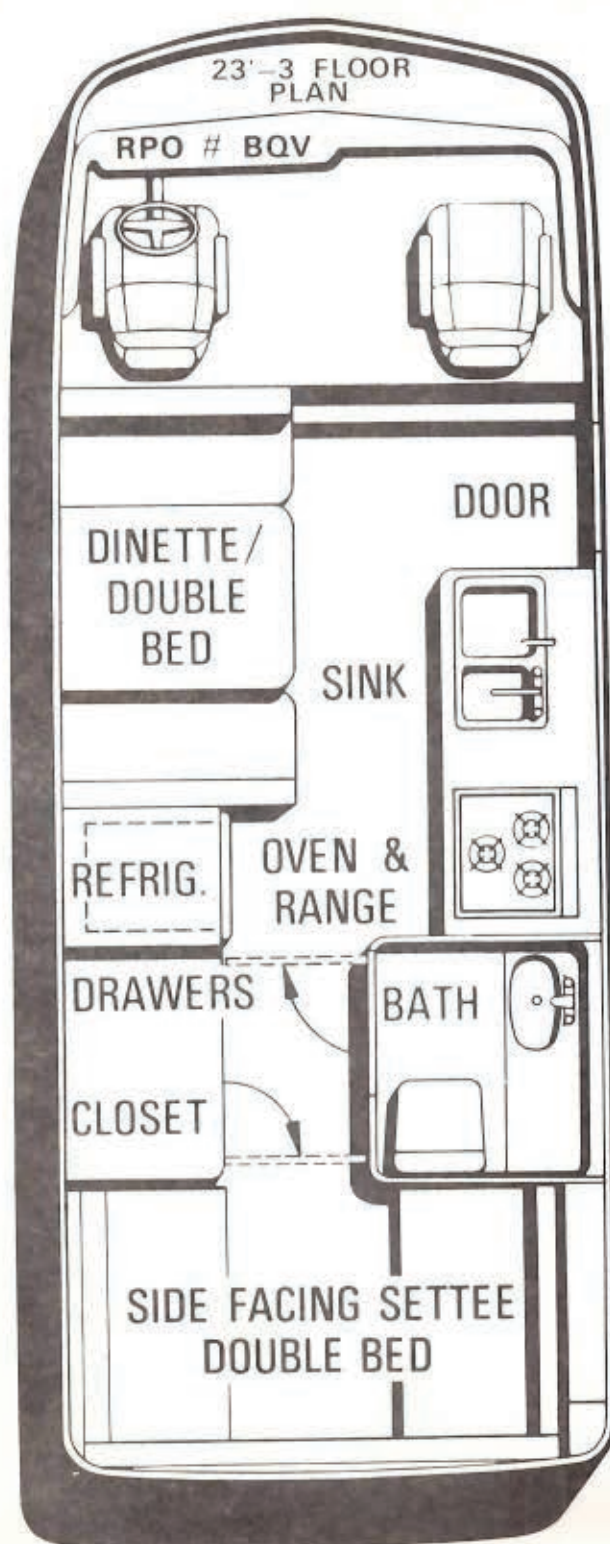 23'-3 FLOOR
PLAN
RPO # BQV
DOOR
DINETTE/
DOUBLE
BED
SINK
REFRIG.
OVEN &
RANGE
DRAWERS
BATH
CLOSET
SIDE FACING SETTEE
DOUBLE BED